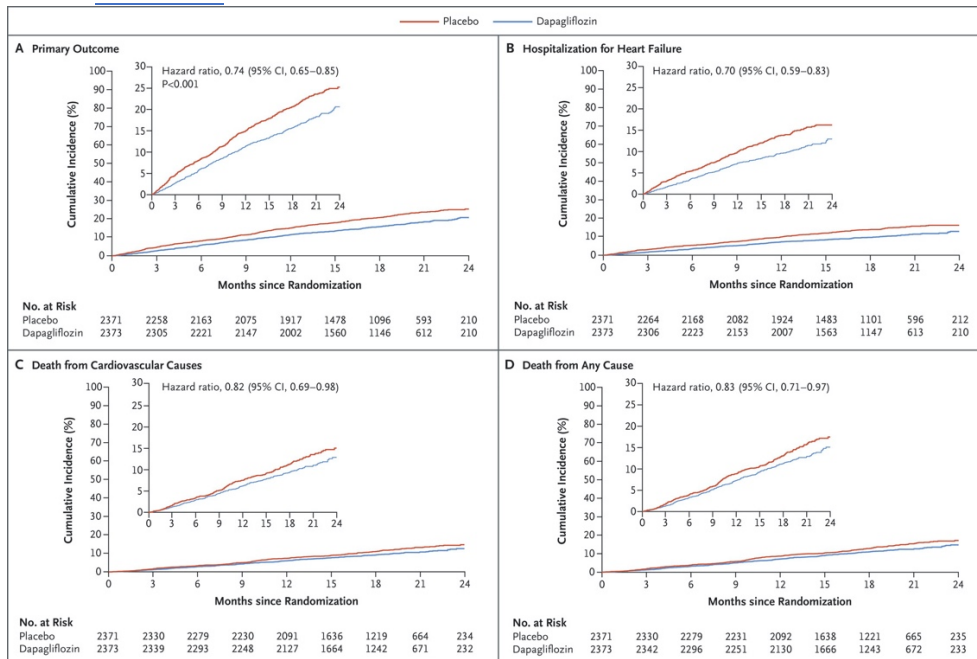 Placebo Dapagliflozin
A Primary Outcome
Cumulative Incidence (%)
100
90
80
70
60
50
40
30
20
10
0
30
25
20
15
10
5
0
Hazard ratio, 0.74 (95% CI, 0.65–0.85)
P<0.001
0 3 6 9 12 15 18 21 24
0 3 6 9 12 15 18 21 24
Months since Randomization
No. at Risk
Placebo 2371 2258 2163 2075 1917 1478 1096 593 210
Dapagliflozin 2373 2305 2221 2147 2002 1560 1146 612 210
B Hospitalization for Heart Failure
Cumulative Incidence (%)
100
90
80
70
60
50
40
30
20
10
0
30
25
20
15
10
5
0
Hazard ratio, 0.70 (95% CI, 0.59–0.83)
0 3 6 9 12 15 18 21 24
0 3 6 9 12 15 18 21 24
Months since Randomization
No. at Risk
Placebo 2371 2264 2168 2082 1924 1483 1101 596 212
Dapagliflozin 2373 2306 2223 2153 2007 1563 1147 613 210
C Death from Cardiovascular Causes
Cumulative Incidence (%)
100
90
80
70
60
50
40
30
20
10
0
30
25
20
15
10
5
0
Hazard ratio, 0.82 (95% CI, 0.69–0.98)
0 3 6 9 12 15 18 21 24
0 3 6 9 12 15 18 21 24
Months since Randomization
No. at Risk
Placebo 2371 2330 2279 2230 2091 1636 1219 664 234
Dapagliflozin 2373 2339 2293 2248 2127 1664 1242 671 232
D Death from Any Cause
Cumulative Incidence (%)
100
90
80
70
60
50
40
30
20
10
0
30
25
20
15
10
5
0
Hazard ratio, 0.83 (95% CI, 0.71–0.97)
0 3 6 9 12 15 18 21 24
0 3 6 9 12 15 18 21 24
Months since Randomization
No. at Risk
Placebo 2371 2330 2279 2231 2092 1638 1221 665 235
Dapagliflozin 2373 2342 2296 2251 2130 1666 1243 672 233